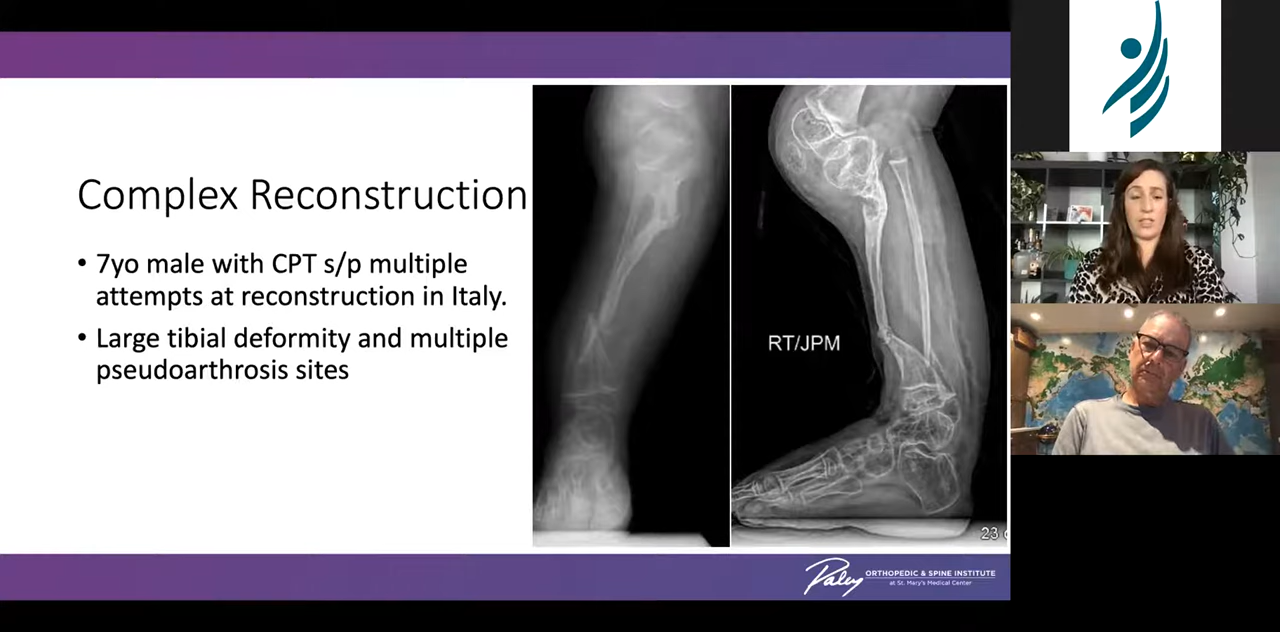 Complex Reconstruction
• 7yo male with CPT s/p multiple
attempts at reconstruction in Italy.
• Large tibial deformity and multiple
pseudoarthrosis sites
RT/JPM
23
Paley
ORTHOPEDIC & SPINE INSTITUTE
at St. Mary's Medical Center